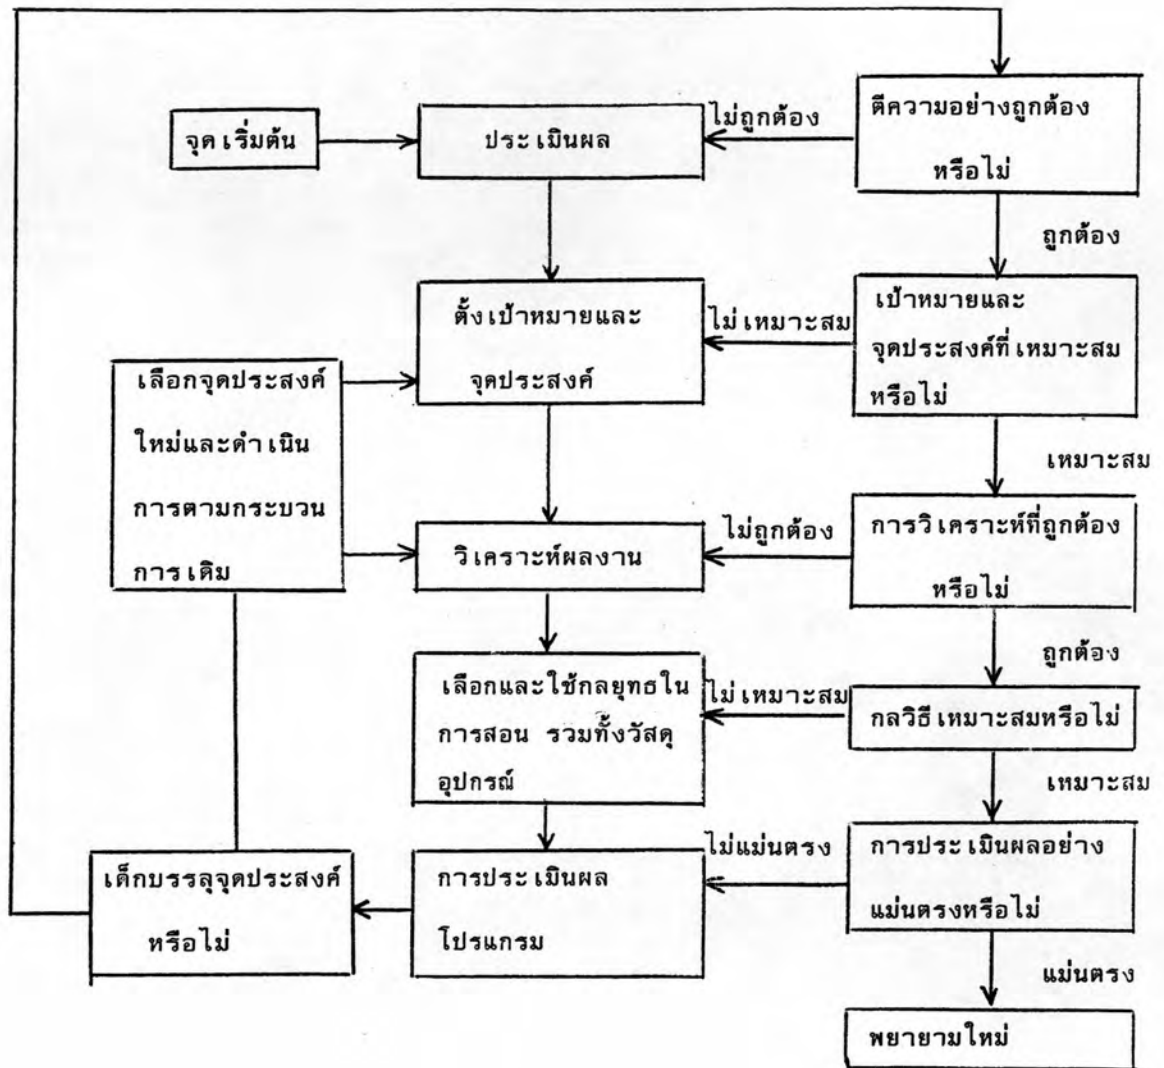 จุดเริ่มต้น
ประเมินผล
ไม่ถูกต้อง
ตีความอย่างถูกต้อง
หรือไม่
ถูกต้อง
ตั้งเป้าหมายและ
จุดประสงค์
ไม่เหมาะสม
เป้าหมายและ
จุดประสงค์ที่เหมาะสม
หรือไม่
เหมาะสม
เลือกจุดประสงค์
ใหม่และดำเนิน
การตามกระบวน
การเดิม
วิเคราะห์ผลงาน
ไม่ถูกต้อง
การวิเคราะห์ที่ถูกต้อง
หรือไม่
ถูกต้อง
เลือกและใช้กลยุทธใน
การสอน รวมทั้งวัสดุ
อุปกรณ์
ไม่เหมาะสม
กลวิธีเหมาะสมหรือไม่
เหมาะสม
เด็กบรรลุจุดประสงค์
หรือไม่
การประเมินผล
โปรแกรม
ไม่แม่นตรง
การประเมินผลอย่าง
แม่นตรงหรือไม่
แม่นตรง
พยายามใหม่